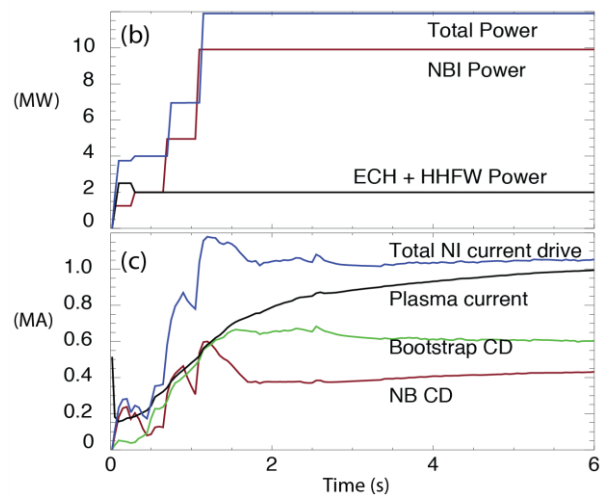 (b)
Total Power
NBI Power
ECH + HHFW Power
(MW)
10
8
6
4
2
0
(c)
Total NI current drive
Plasma current
Bootstrap CD
NB CD
(MA)
1.0
0.8
0.6
0.4
0.2
0
0 2 4 6
Time (s)